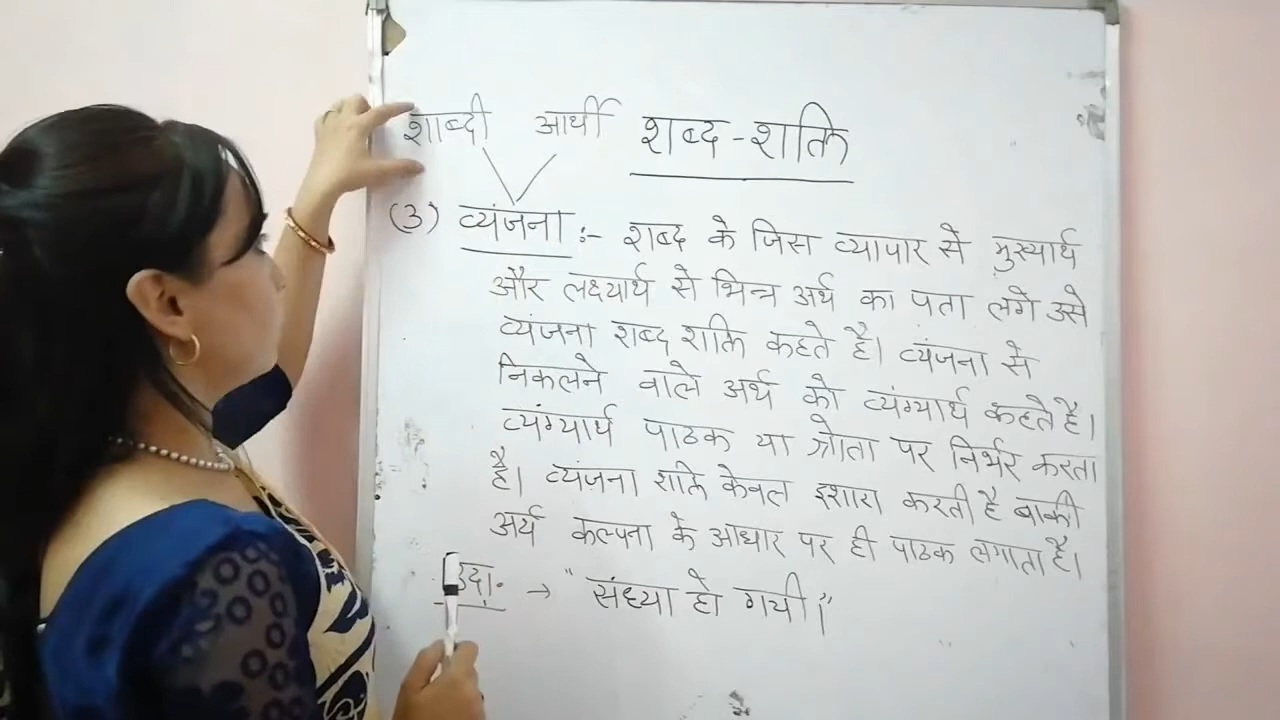 शाब्दी आर्थी शब्द-शक्ति
(3) व्यंजना :- शब्द के जिस व्यापार से मुख्यार्थ
और लक्ष्यार्थ से भिन्न अर्थ का पता लगे उसे
व्यंजना शब्द शक्ति कहते है। व्यंजना से
निकलने वाले अर्थ को व्यंग्यार्थ कहते है।
व्यंग्यार्थ पाठक या श्रोता पर निर्भर करता
है। व्यंजना शक्ति केवल इशारा करती है बाकी
अर्थ कल्पना के आधार पर ही पाठक लगाता है।
उदा. → "संध्या हो गयी।"